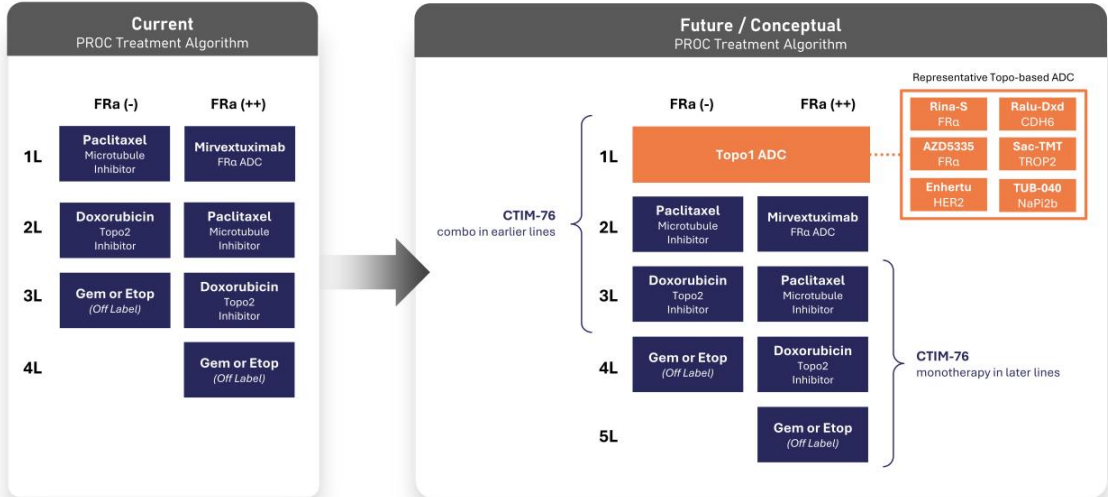 Current
PROC Treatment Algorithm
FRa (-)
FRa (++)
1L
Paclitaxel
Microtubule
Inhibitor
Mirvextuximab
FRα ADC
2L
Doxorubicin
Topo2
Inhibitor
Paclitaxel
Microtubule
Inhibitor
3L
Gem or Etop
(Off Label)
Doxorubicin
Topo2
Inhibitor
4L
Gem or Etop
(Off Label)
Future / Conceptual
PROC Treatment Algorithm
FRa (-)
FRa (++)
1L
Topo1 ADC
2L
Paclitaxel
Microtubule
Inhibitor
Mirvextuximab
FRα ADC
3L
Doxorubicin
Topo2
Inhibitor
Paclitaxel
Microtubule
Inhibitor
4L
Gem or Etop
(Off Label)
Doxorubicin
Topo2
Inhibitor
5L
Gem or Etop
(Off Label)
CTIM-76
combo in earlier lines
CTIM-76
monotherapy in later lines
Representative Topo-based ADC
Rina-S
FRα
Ralu-Dxd
CDH6
AZD5335
FRα
Sac-TMT
TROP2
Enhertu
HER2
TUB-040
NaPi2b